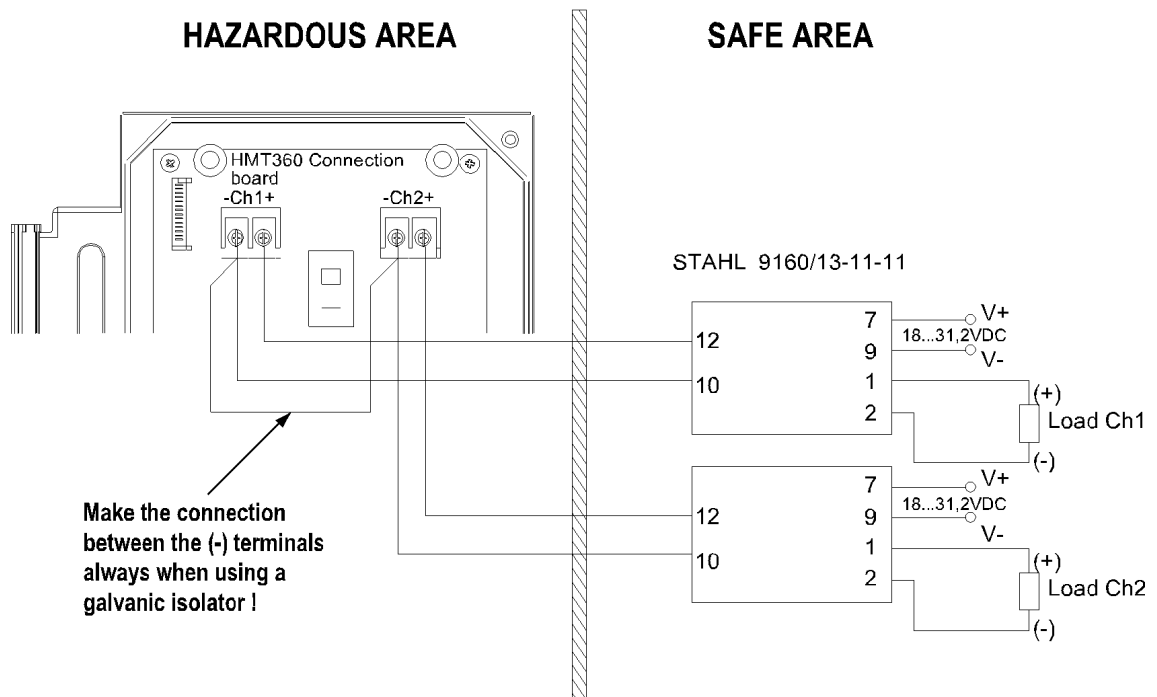 HAZARDOUS AREA
SAFE AREA
HMT360 Connection
board
-Ch1+
-Ch2+
STAHL 9160/13-11-11
12
10
7
9
1
2
V+
18...31,2VDC
V-
(+)
Load Ch1
(-)
12
10
7
9
1
2
V+
18...31,2VDC
V-
(+)
Load Ch2
(-)
Make the connection
between the (-) terminals
always when using a
galvanic isolator !